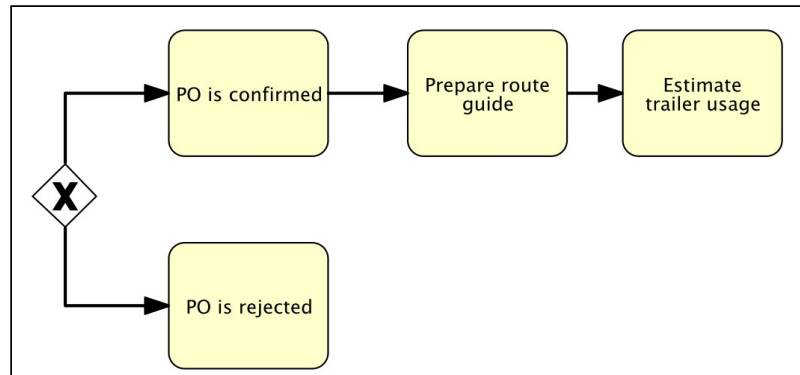 PO is confirmed
Prepare route
guide
Estimate
trailer usage
X
PO is rejected